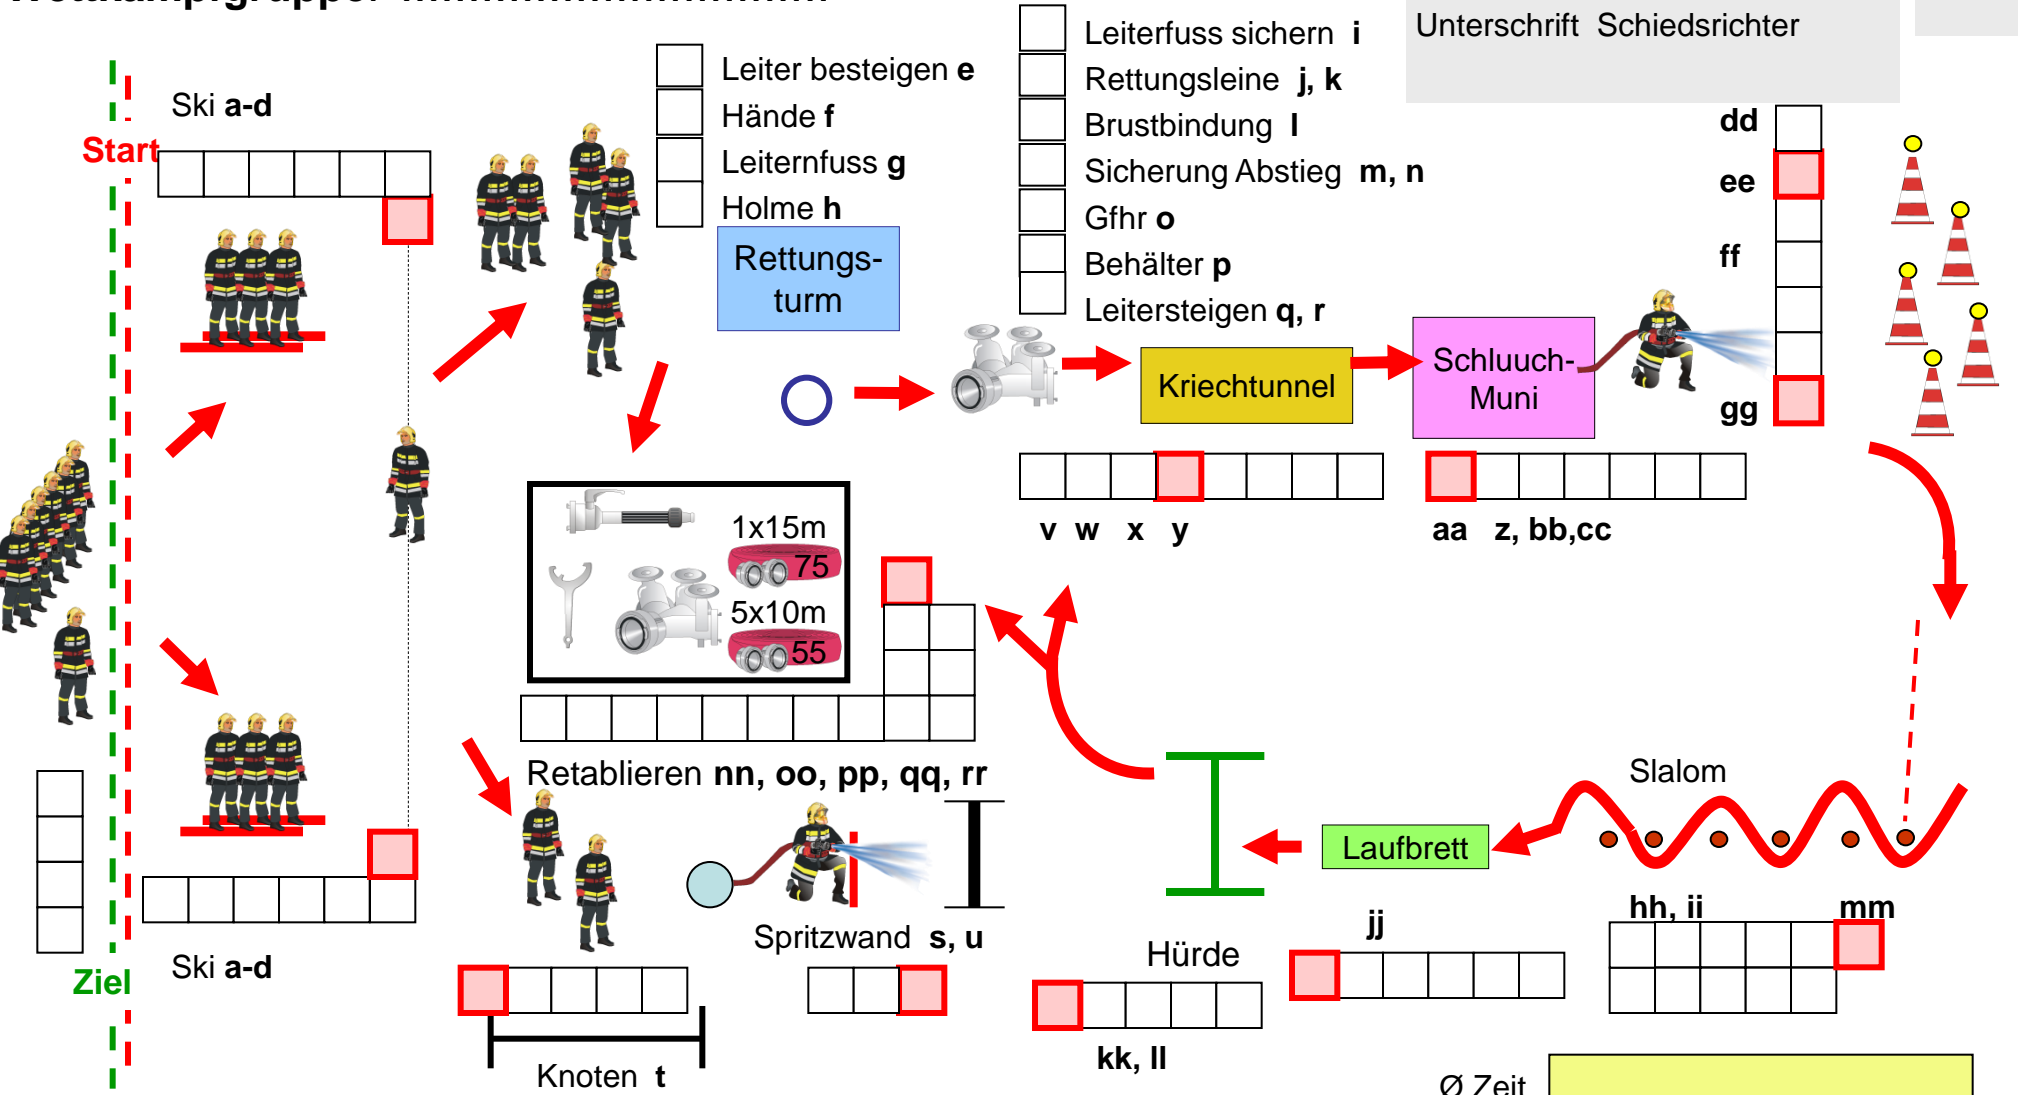 Wettkampfgruppe: ........................................
Unterschrift Schiedsrichter
Leiter besteigen e
Hände f
Leiternfuss g
Holme h
Leiterfuss sichern i
Rettungsleine j, k
Brustbindung l
Sicherung Abstieg m, n
Gfhr o
Behälter p
Leitersteigen q, r
Ski a-d
Start
Rettungs-
turm
dd
ee
ff
gg
Kriechtunnel
Schluuch-
Muni
v w x y
aa z, bb,cc
1x15m
75
5x10m
55
Retablieren nn, oo, pp, qq, rr
Slalom
Laufbrett
hh, ii
mm
jj
Spritzwand s, u
Hürde
kk, ll
Ski a-d
Ziel
Knoten t
Ø Zeit